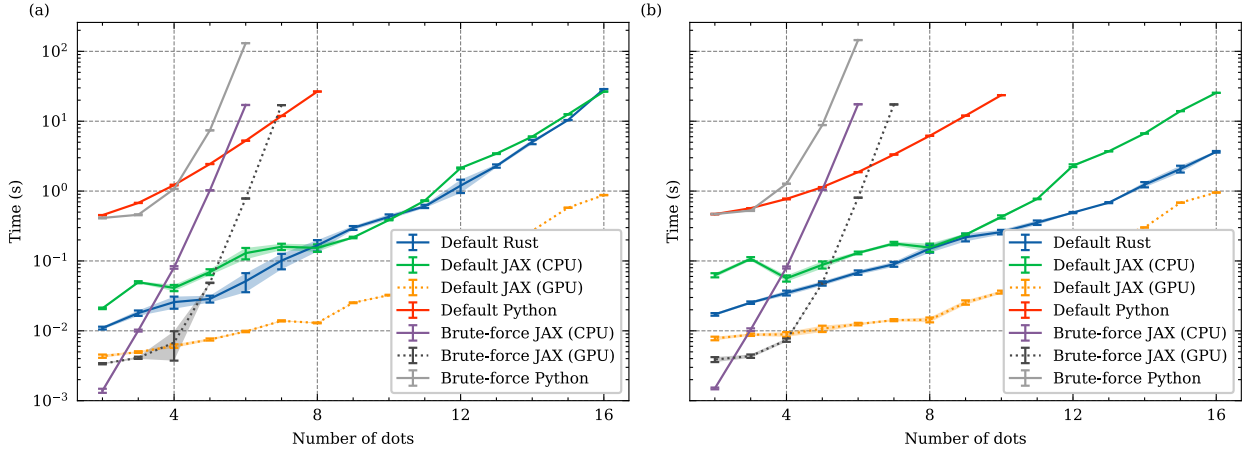 (a)
Time (s)
10²
10¹
10⁰
10⁻¹
10⁻²
10⁻³
4
8
12
16
Number of dots
Default Rust
Default JAX (CPU)
Default JAX (GPU)
Default Python
Brute-force JAX (CPU)
Brute-force JAX (GPU)
Brute-force Python
(b)
Time (s)
4
8
12
16
Number of dots
Default Rust
Default JAX (CPU)
Default JAX (GPU)
Default Python
Brute-force JAX (CPU)
Brute-force JAX (GPU)
Brute-force Python